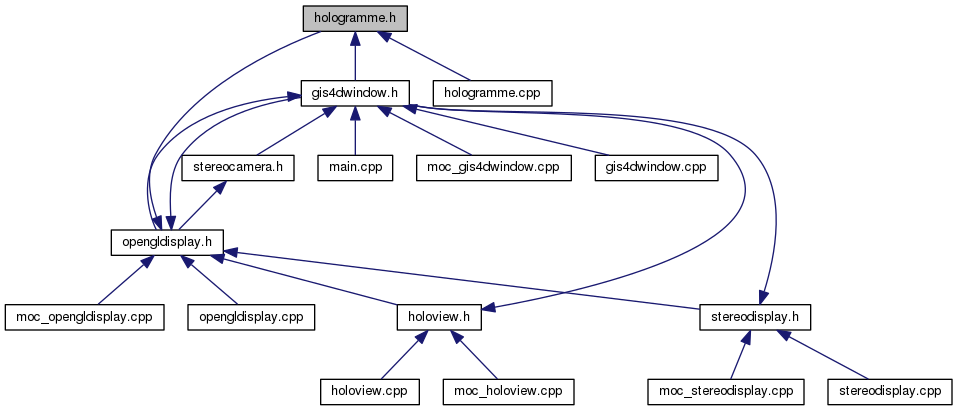 hologramme.h
gis4dwindow.h
hologramme.cpp
stereocamera.h
main.cpp
moc_gis4dwindow.cpp
gis4dwindow.cpp
opengldisplay.h
moc_opengldisplay.cpp
opengldisplay.cpp
holoview.h
stereodisplay.h
holoview.cpp
moc_holoview.cpp
moc_stereodisplay.cpp
stereodisplay.cpp